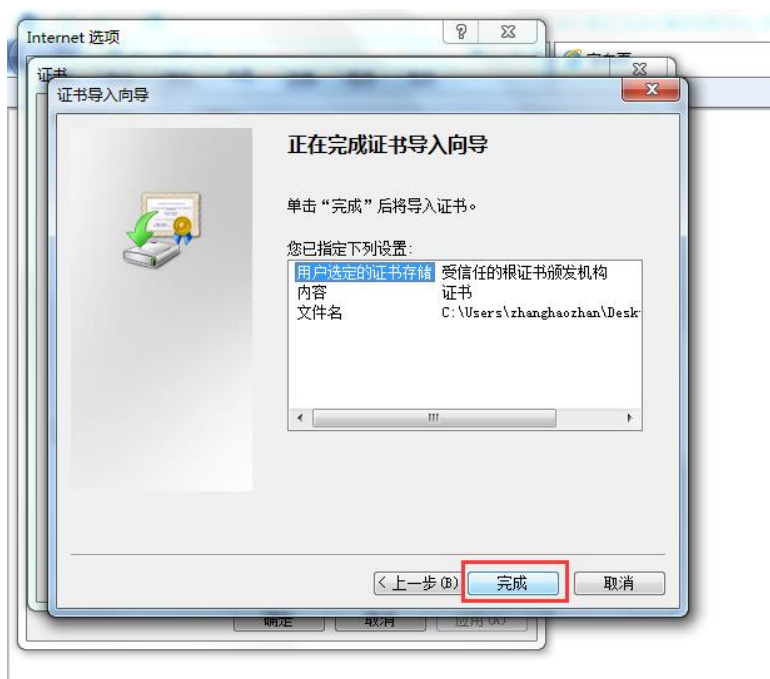 Internet 选项
证书
证书导入向导
正在完成证书导入向导
单击“完成”后将导入证书。
您已指定下列设置:
用户选定的证书存储 受信任的根证书颁发机构
内容 证书
文件名 C:\Users\zhanghaozhan\Desk
<上一步(B) 完成 取消
确定 取消 应用(A)